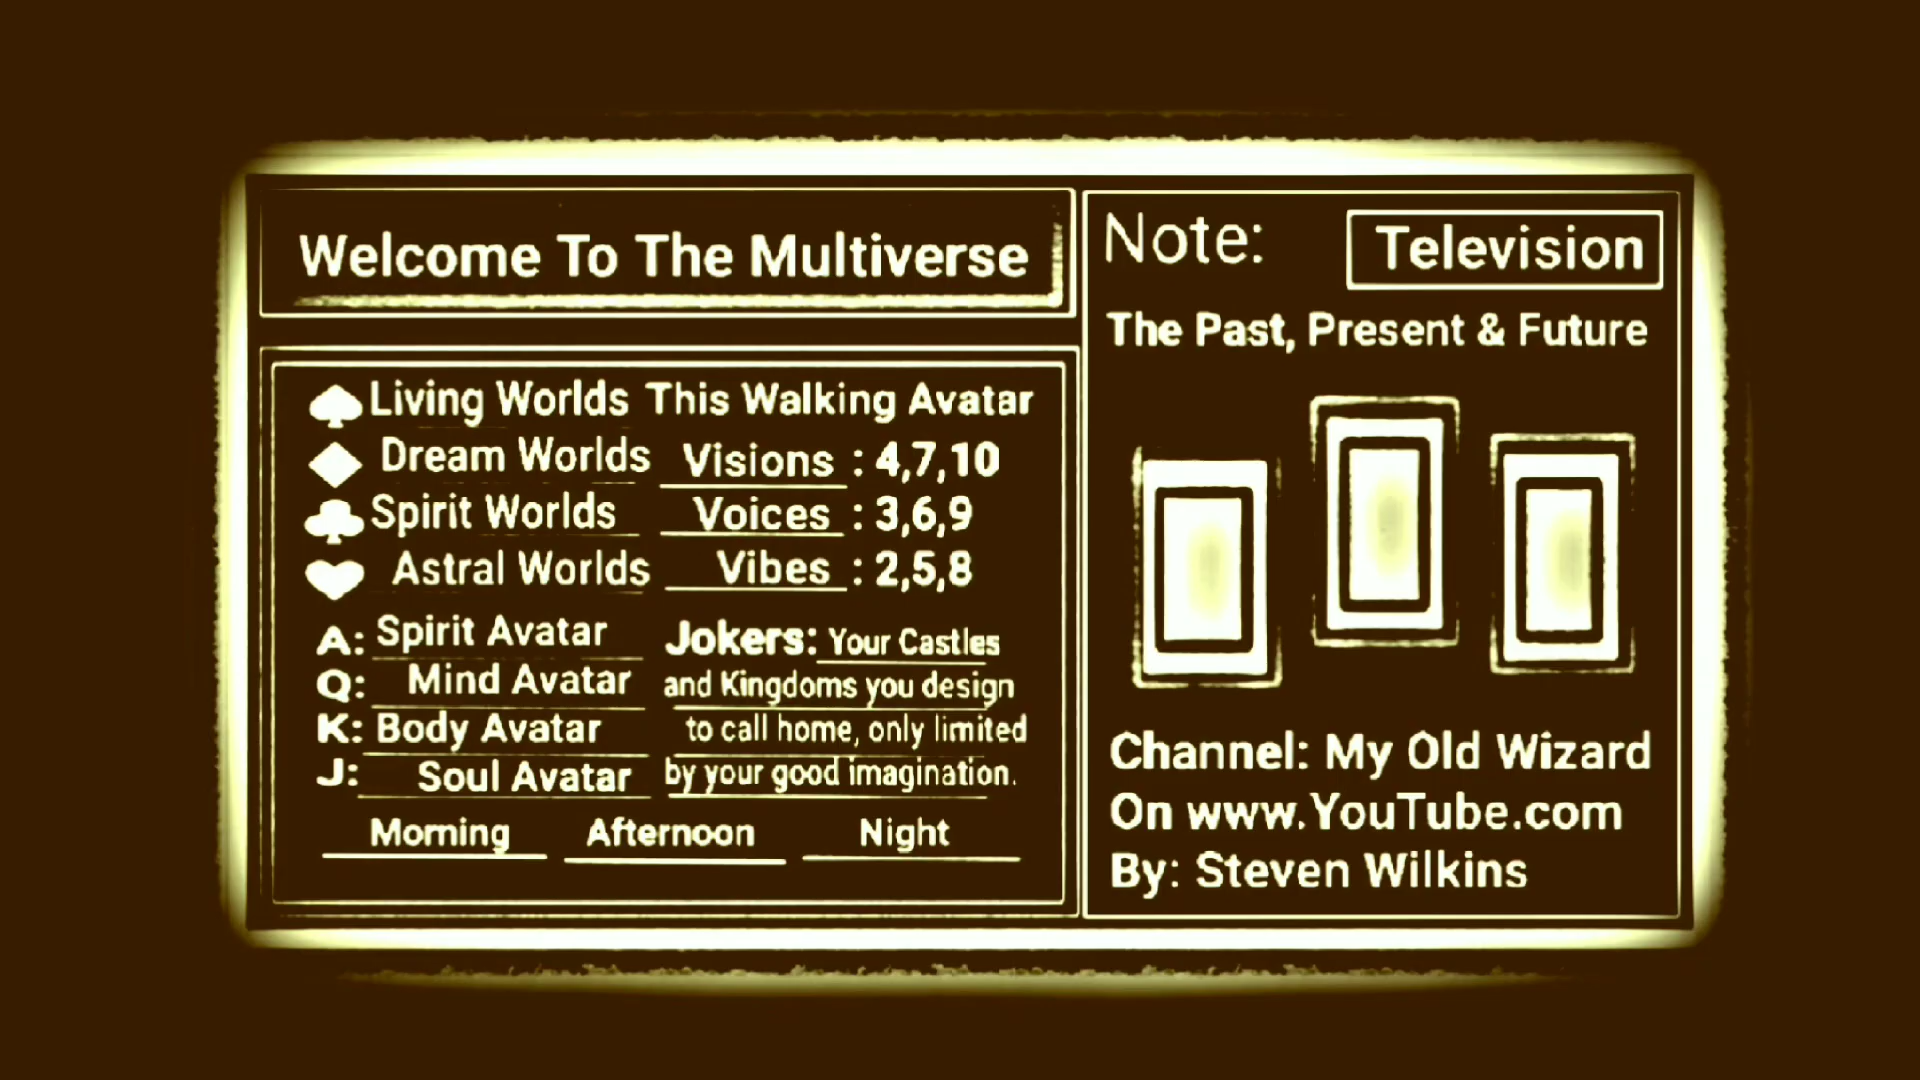 Welcome To The Multiverse
Living Worlds This Walking Avatar
Dream Worlds Visions : 4,7,10
Spirit Worlds Voices : 3,6,9
Astral Worlds Vibes : 2,5,8
A: Spirit Avatar
Q: Mind Avatar
K: Body Avatar
J: Soul Avatar
Jokers: Your Castles
and Kingdoms you design
to call home, only limited
by your good imagination.
Morning Afternoon Night
Note: Television
The Past, Present & Future
Channel: My Old Wizard
On www.YouTube.com
By: Steven Wilkins